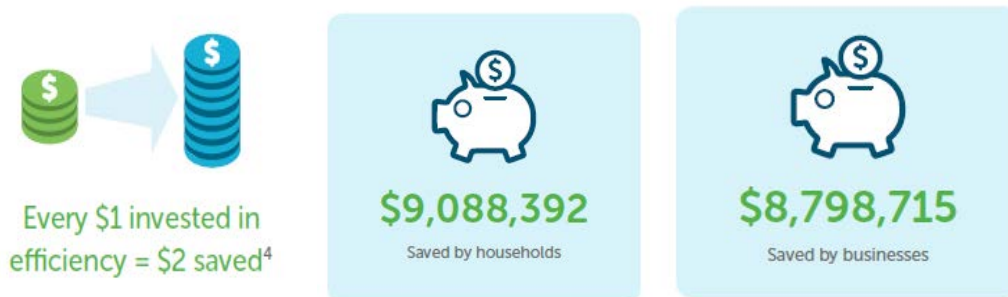 $
$
Every $1 invested in
efficiency = $2 saved⁴
$
$9,088,392
Saved by households
$
$8,798,715
Saved by businesses